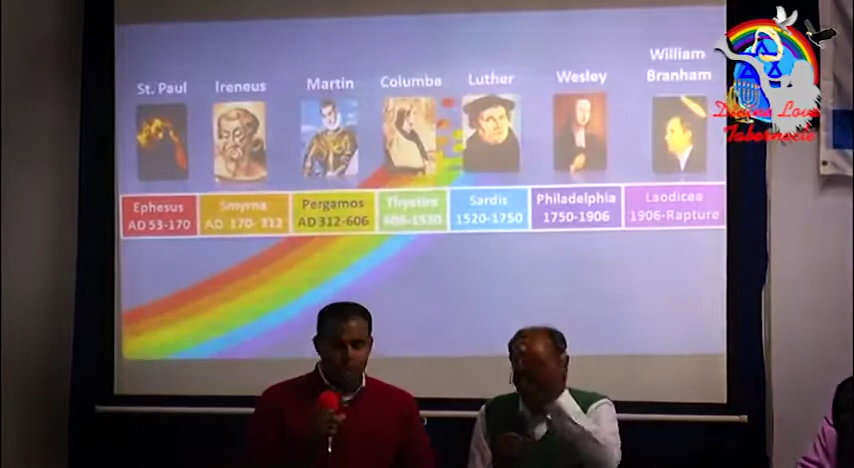 St. Paul
Ireneus
Martin
Columba
Luther
Wesley
William
Branham
Ephesus
AD 53-170
Smyrna
AD 170- 312
Pergamos
AD 312-606
Thyatira
606-1520
Sardis
1520-1750
Philadelphia
1750-1906
Laodicea
1906-Rapture
Divine Love
Tabernacle